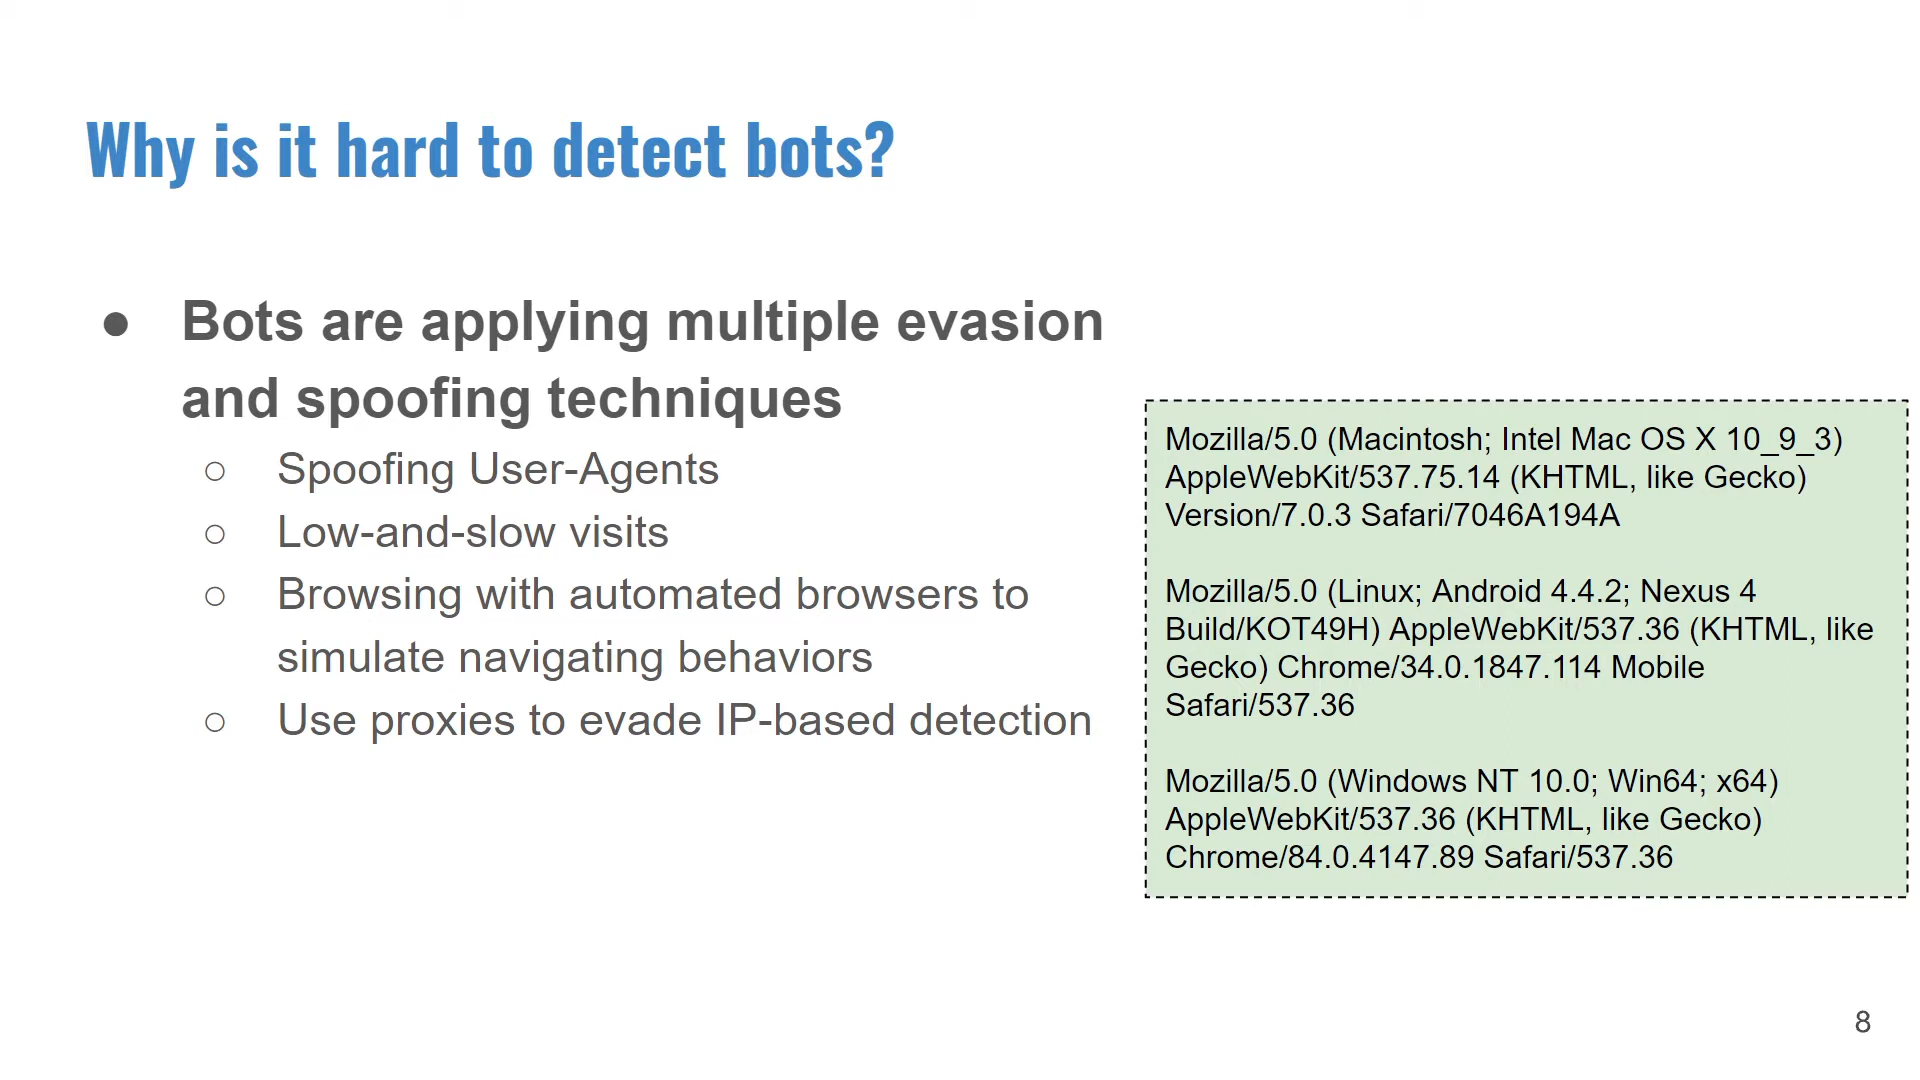 Why is it hard to detect bots?
● Bots are applying multiple evasion
and spoofing techniques
○ Spoofing User-Agents
○ Low-and-slow visits
○ Browsing with automated browsers to
simulate navigating behaviors
○ Use proxies to evade IP-based detection
Mozilla/5.0 (Macintosh; Intel Mac OS X 10_9_3)
AppleWebKit/537.75.14 (KHTML, like Gecko)
Version/7.0.3 Safari/7046A194A
Mozilla/5.0 (Linux; Android 4.4.2; Nexus 4
Build/KOT49H) AppleWebKit/537.36 (KHTML, like
Gecko) Chrome/34.0.1847.114 Mobile
Safari/537.36
Mozilla/5.0 (Windows NT 10.0; Win64; x64)
AppleWebKit/537.36 (KHTML, like Gecko)
Chrome/84.0.4147.89 Safari/537.36
8